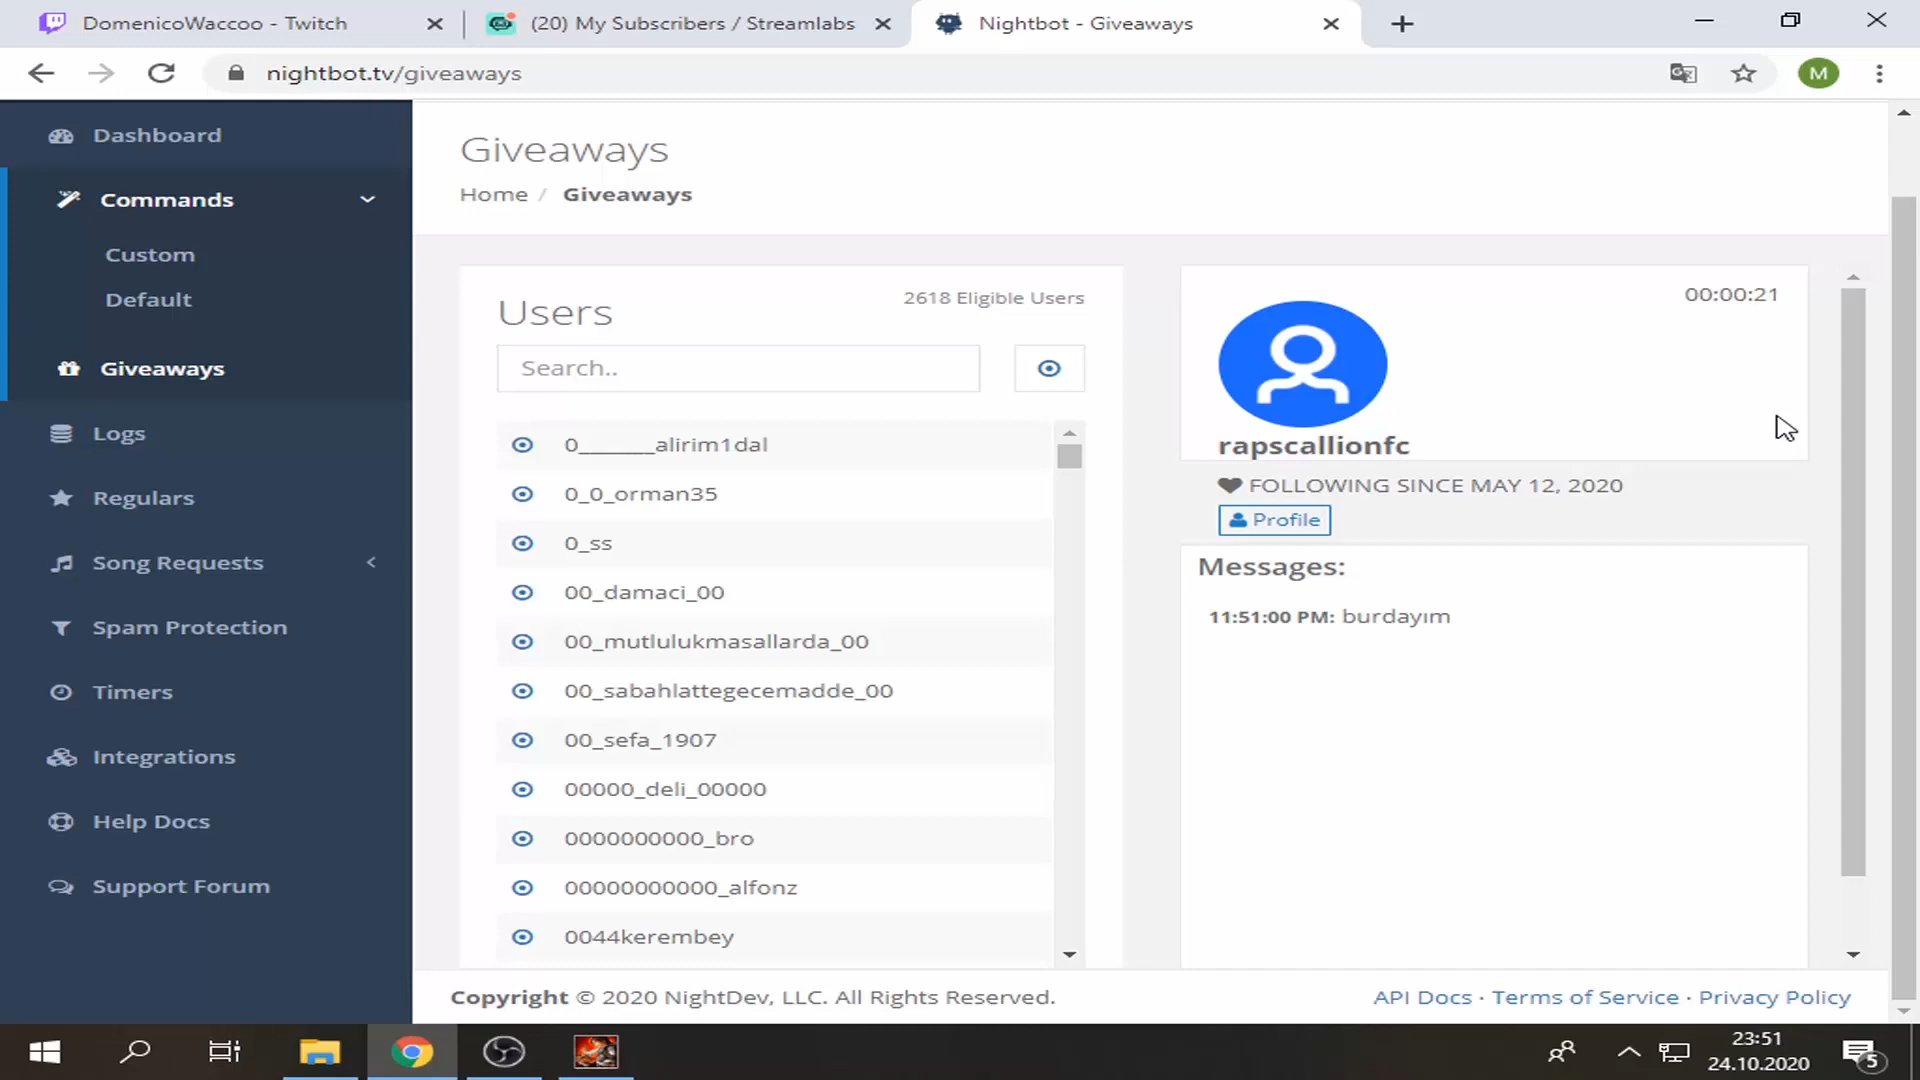 DomenicoWaccoo - Twitch
(20) My Subscribers / Streamlabs
Nightbot - Giveaways
nightbot.tv/giveaways
M
Dashboard
Commands
Custom
Default
Giveaways
Logs
Regulars
Song Requests
Spam Protection
Timers
Integrations
Help Docs
Support Forum
Giveaways
Home / Giveaways
Users
2618 Eligible Users
Search..
0______alirim1dal
0_0_orman35
0_ss
00_damaci_00
00_mutlulukmasallarda_00
00_sabahlattegecemadde_00
00_sefa_1907
00000_deli_00000
0000000000_bro
00000000000_alfonz
0044kerembey
00:00:21
rapscallionfc
FOLLOWING SINCE MAY 12, 2020
Profile
Messages:
11:51:00 PM: burdayım
Copyright © 2020 NightDev, LLC. All Rights Reserved.
API Docs · Terms of Service · Privacy Policy
23:51
24.10.2020
5